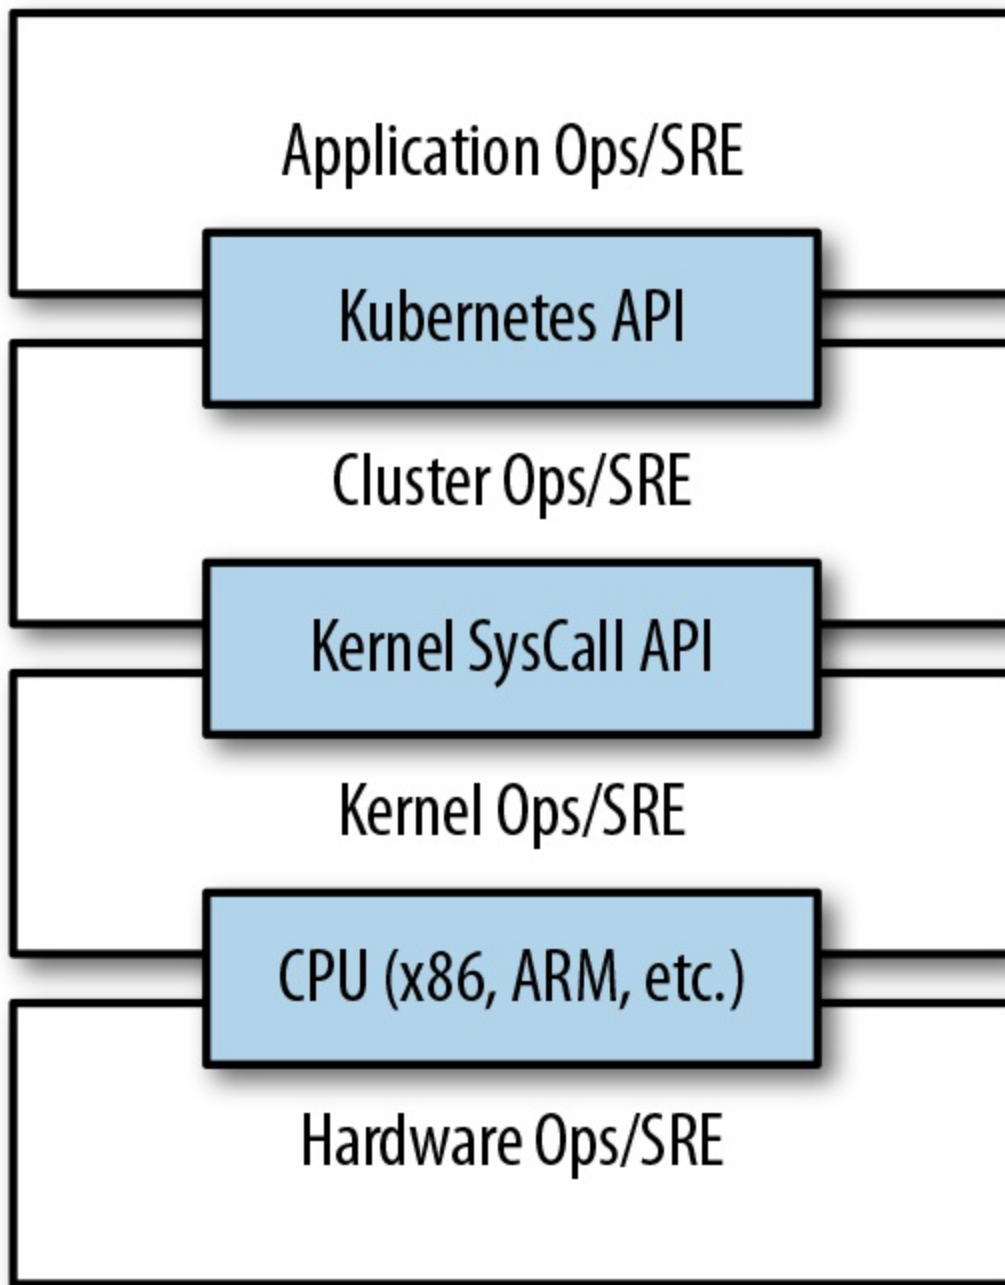 Application Ops/SRE
Kubernetes API
Cluster Ops/SRE
Kernel SysCall API
Kernel Ops/SRE
CPU (x86, ARM, etc.)
Hardware Ops/SRE